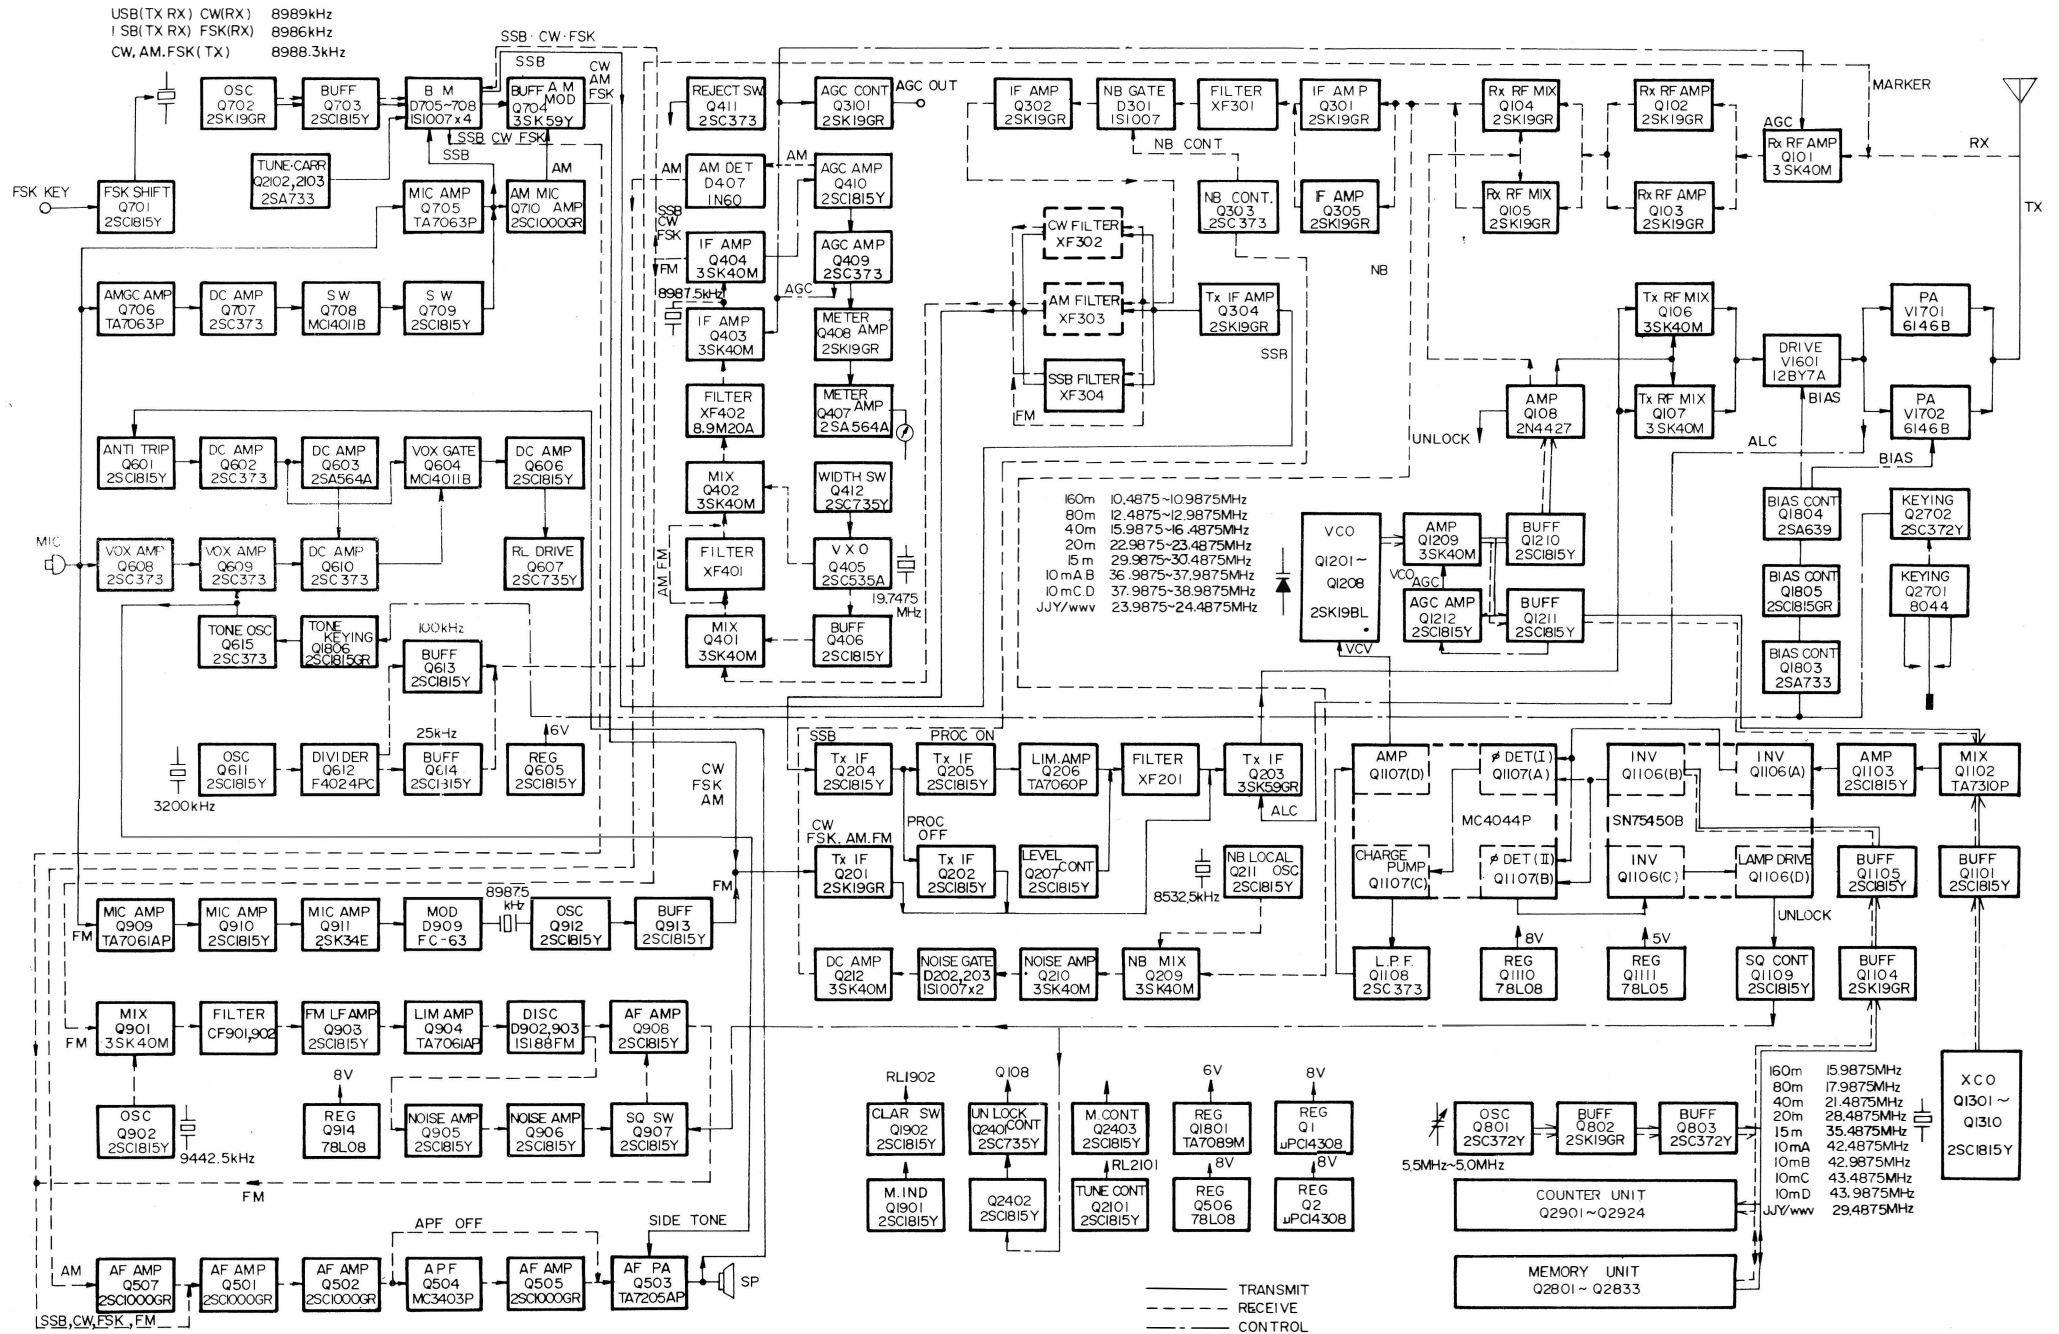 USB(TX RX) CW(RX) 8989kHz
LSB(TX RX) FSK(RX) 8986kHz
CW, AM.FSK(TX) 8988.3kHz
SSB·CW·FSK
SSB
CW
AM
FSK
OSC
Q702
2SK19GR
BUFF
Q703
2SC1815Y
B M
D705~708
1S1007x4
BUFF A M
Q704 MOD
3SK59Y
SSB CW FSK
SSB
AM
TUNE·CARR
Q2102,2103
2SA733
FSK KEY
FSK SHIFT
Q701
2SC1815Y
MIC AMP
Q705
TA7063P
AM MIC
Q710 AMP
2SC1000GR
AMGC AMP
Q706
TA7063P
DC AMP
Q707
2SC373
SW
Q708
MC14011B
SW
Q709
2SC1815Y
ANTI TRIP
Q601
2SC1815Y
DC AMP
Q602
2SC373
DC AMP
Q603
2SA564A
VOX GATE
Q604
MC14011B
DC AMP
Q606
2SC1815Y
MIC
VOX AMP
Q608
2SC373
VOX AMP
Q609
2SC373
DC AMP
Q610
2SC373
RL DRIVE
Q607
2SC735Y
TONE OSC
Q615
2SC373
TONE
KEYING
Q1806
2SC1815GR
100kHz
BUFF
Q613
2SC1815Y
25kHz
6V
OSC
Q611
2SC1815Y
DIVIDER
Q612
F4024PC
BUFF
Q614
2SC1815Y
REG
Q605
2SC1815Y
3200kHz
CW
FSK
AM
REJECT SW
Q411
2SC373
AGC CONT
Q3101
2SK19GR
AGC OUT
AM
AM DET
D407
1N60
AM
AGC AMP
Q410
2SC1815Y
SSB
CW
FSK
FM
IF AMP
Q404
3SK40M
AGC AMP
Q409
2SC373
8987.5kHz
AGC
IF AMP
Q403
3SK40M
METER
Q408 AMP
2SK19GR
FILTER
XF402
8.9M20A
METER
Q407 AMP
2SA564A
MIX
Q402
3SK40M
WIDTH SW
Q412
2SC735Y
AM,FM
FILTER
XF401
VXO
Q405
2SC535A
19.7475
MHz
MIX
Q401
3SK40M
BUFF
Q406
2SC1815Y
IF AMP
Q302
2SK19GR
NB GATE
D301
1S1007
FILTER
XF301
IF AMP
Q301
2SK19GR
NB CONT
NB CONT.
Q303
2SC373
IF AMP
Q305
2SK19GR
CW FILTER
XF302
AM FILTER
XF303
SSB FILTER
XF304
FM
Tx IF AMP
Q304
2SK19GR
SSB
NB
Rx RF MIX
Q104
2SK19GR
Rx RF MIX
Q105
2SK19GR
Rx RF AMP
Q102
2SK19GR
Rx RF AMP
Q103
2SK19GR
AGC
Rx RF AMP
Q101
3SK40M
MARKER
RX
TX
Tx RF MIX
Q106
3SK40M
Tx RF MIX
Q107
3SK40M
AMP
Q108
2N4427
UNLOCK
DRIVE
V1601
12BY7A
BIAS
PA
V1701
6146B
PA
V1702
6146B
ALC
BIAS
BIAS CONT
Q1804
2SA639
BIAS CONT
Q1805
2SC1815GR
BIAS CONT
Q1803
2SA733
KEYING
Q2702
2SC372Y
KEYING
Q2701
8044
160m 10.4875~10.9875MHz
80m 12.4875~12.9875MHz
40m 15.9875~16.4875MHz
20m 22.9875~23.4875MHz
15m 29.9875~30.4875MHz
10mA.B 36.9875~37.9875MHz
10mC.D 37.9875~38.9875MHz
JJY/wwv 23.9875~24.4875MHz
VCO
Q1201~
Q1208
2SK19BL
VCV
AMP
Q1209
3SK40M
BUFF
Q1210
2SC1815Y
VCO
AGC
AGC AMP
Q1212
2SC1815Y
BUFF
Q1211
2SC1815Y
SSB
Tx IF
Q204
2SC1815Y
PROC ON
Tx IF
Q205
2SC1815Y
LIM.AMP
Q206
TA7060P
FILTER
XF201
Tx IF
Q203
3SK59GR
ALC
CW
FSK.AM.FM
PROC
OFF
Tx IF
Q201
2SK19GR
Tx IF
Q202
2SC1815Y
LEVEL
Q207 CONT
2SC1815Y
NB LOCAL
Q211 OSC
2SC1815Y
8532,5kHz
DC AMP
Q212
3SK40M
NOISE GATE
D202,203
1S1007x2
NOISE AMP
Q210
3SK40M
NB MIX
Q209
3SK40M
AMP
Q1107(D)
Φ DET(I)
Q1107(A)
INV
Q1106(B)
INV
Q1106(A)
AMP
Q1103
2SC1815Y
MIX
Q1102
TA7310P
MC4044P
SN75450B
CHARGE
PUMP
Q1107(C)
Φ DET(I)
Q1107(B)
INV
Q1106(C)
LAMP DRIVE
Q1106(D)
BUFF
Q1105
2SC1815Y
BUFF
Q1101
2SC1815Y
8V
5V
UNLOCK
L.P.F.
Q1108
2SC373
REG
Q1110
78L08
REG
Q1111
78L05
SQ CONT
Q1109
2SC1815Y
BUFF
Q1104
2SK19GR
FM
MIC AMP
Q909
TA7061AP
MIC AMP
Q910
2SC1815Y
MIC AMP
Q911
2SK34E
MOD
D909
FC-63
89875
kHz
OSC
Q912
2SC1815Y
BUFF
Q913
2SC1815Y
FM
FM
MIX
Q901
3SK40M
FILTER
CF901,902
FM LF AMP
Q903
2SC1815Y
LIM AMP
Q904
TA7061AP
DISC
D902,903
1S188FM
AF AMP
Q908
2SC1815Y
8V
OSC
Q902
2SC1815Y
REG
Q914
78L08
NOISE AMP
Q905
2SC1815Y
NOISE AMP
Q906
2SC1815Y
SQ SW
Q907
2SC1815Y
9442.5kHz
FM
APF OFF
SIDE TONE
AM
AF AMP
Q507
2SC1000GR
AF AMP
Q501
2SC1000GR
AF AMP
Q502
2SC1000GR
APF
Q504
MC3403P
AF AMP
Q505
2SC1000GR
AF PA
Q503
TA7205AP
SP
SSB,CW,FSK,FM
RL1902
Q108
6V
8V
CLAR SW
Q1902
2SC1815Y
UNLOCK
Q2401 CONT
2SC735Y
M.CONT
Q2403
2SC1815Y
REG
Q1801
TA7089M
REG
Q1
μPC14308
RL2101
8V
8V
M.IND
Q1901
2SC1815Y
Q2402
2SC1815Y
TUNE CONT
Q2101
2SC1815Y
REG
Q506
78L08
REG
Q2
μPC14308
OSC
Q801
2SC372Y
BUFF
Q802
2SK19GR
BUFF
Q803
2SC372Y
5,5MHz~5,0MHz
COUNTER UNIT
Q2901~Q2924
MEMORY UNIT
Q2801~Q2833
160m 15.9875MHz
80m 17.9875MHz
40m 21.4875MHz
20m 28.4875MHz
15m 35.4875MHz
10mA 42.4875MHz
10mB 42.9875MHz
10mC 43.4875MHz
10mD 43.9875MHz
JJY/wwv 29.4875MHz
XCO
Q1301~
Q1310
2SC1815Y
TRANSMIT
RECEIVE
CONTROL